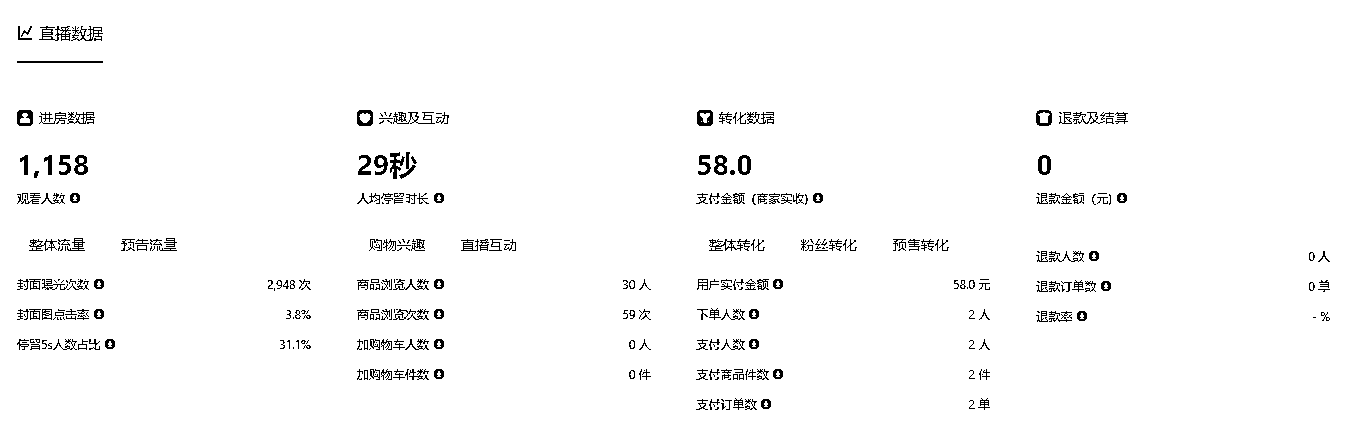 直播数据
进房数据
1,158
观看人数
整体流量 预告流量
封面曝光次数 2,948 次
封面图点击率 3.8%
停留5s人数占比 31.1%
兴趣及互动
29秒
人均停留时长
购物兴趣 直播互动
商品浏览人数 30 人
商品浏览次数 59 次
加购物车人数 0 人
加购物车件数 0 件
转化数据
58.0
支付金额（商家实收）
整体转化 粉丝转化 预售转化
用户实付金额 58.0 元
下单人数 2 人
支付人数 2 人
支付商品件数 2 件
支付订单数 2 单
退款及结算
0
退款金额（元）
退款人数 0 人
退款订单数 0 单
退款率 - %